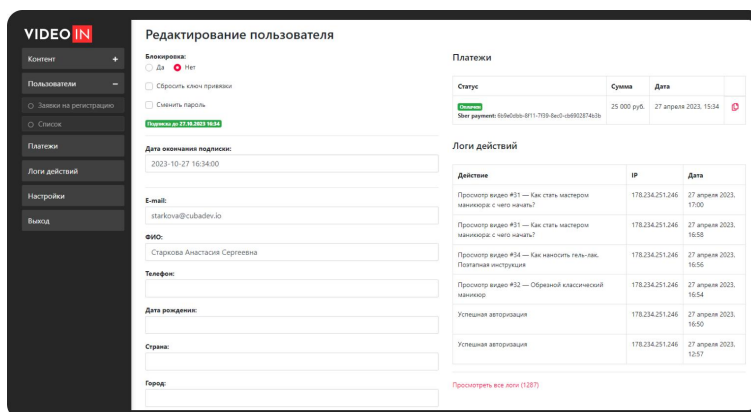 VIDEO IN
Контент +
Пользователи −
Заявки на регистрацию
Список
Платежи
Логи действий
Настройки
Выход
Редактирование пользователя
Блокировка:
Да Нет
Сбросить ключ привязки
Сменить пароль
Подписка до 27.10.2023 16:34
Дата окончания подписки:
2023-10-27 16:34:00
E-mail:
starkova@cubadev.io
ФИО:
Старкова Анастасия Сергеевна
Телефон:
Дата рождения:
Страна:
Город:
Платежи
Статус Сумма Дата
Оплачен 25 000 руб. 27 апреля 2023, 15:34
Sber payment:
Логи действий
Действие IP Дата
Просмотр видео #31 — Как стать мастером 178.234.251.246 27 апреля 2023,
маникюра: с чего начать? 17:00
Просмотр видео #31 — Как стать мастером 178.234.251.246 27 апреля 2023,
маникюра: с чего начать? 16:58
Просмотр видео #34 — Как наносить гель-лак. 178.234.251.246 27 апреля 2023,
Поэтапная инструкция 16:56
Просмотр видео #32 — Обрезной классический 178.234.251.246 27 апреля 2023,
маникюр 16:54
Успешная авторизация 178.234.251.246 27 апреля 2023,
16:50
Успешная авторизация 178.234.251.246 27 апреля 2023,
12:57
Просмотреть все логи (1287)